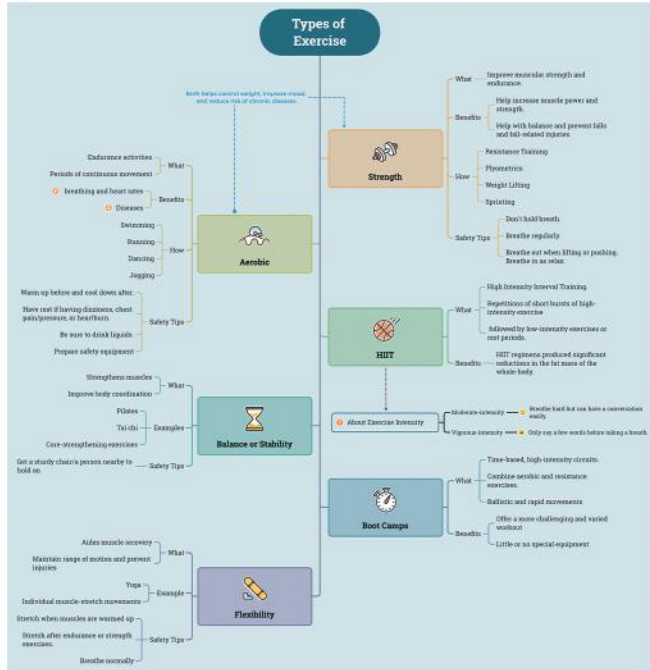 Types of
Exercise
Both helps control weight, improve mood
and reduce risk of chronic diseases.
Strength
What
Improve muscular strength and
endurance.
Benefits
Help increase muscle power and
strength.
Help with balance and prevent falls
and fall-related injuries
How
Resistance Training
Plyometrics
Weight Lifting
Sprinting
Safety Tips
Don't hold breath.
Breathe regularly.
Breathe out when lifting or pushing.
Breathe in as relax
Aerobic
What
Endurance activities
Periods of continuous movement
Benefits
breathing and heart rates
Diseases
How
Swimming
Running
Dancing
Jogging
Safety Tips
Warm up before and cool down after.
Have rest if having dizziness, chest
pain/pressure, or heartburn.
Be sure to drink liquids.
Prepare safety equipment
HIIT
What
High Intensity Interval Training.
Repetitions of short bursts of high-
intensity exercise
followed by low-intensity exercises or
rest periods.
Benefits
HIIT regimens produced significant
reductions in the fat mass of the
whole-body.
About Exercise Intensity
Moderate-intensity
Breathe hard but can have a conversation
easily.
Vigorous-intensity
Only say a few words before taking a breath.
Balance or Stability
What
Strengthens muscles
Improve body coordination
Examples
Pilates
Tai chi
Core-strengthening exercises
Safety Tips
Get a sturdy chair/a person nearby to
hold on
Boot Camps
What
Time-based, high-intensity circuits.
Combine aerobic and resistance
exercises.
Ballistic and rapid movements
Benefits
Offer a more challenging and varied
workout
Little or no special equipment
Flexibility
What
Aides muscle recovery
Maintain range of motion and prevent
injuries
Example
Yoga
Individual muscle-stretch movements
Safety Tips
Stretch when muscles are warmed up
Stretch after endurance or strength
exercises.
Breathe normally